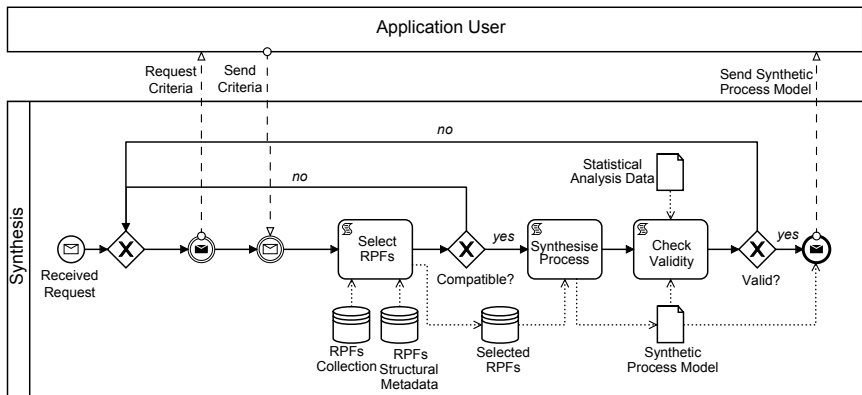 Application User
Request
Criteria
Send
Criteria
Send Synthetic
Process Model
Synthesis
no
no
Statistical
Analysis Data
Received
Request
X
Select
RPFs
X
Compatible?
yes
Synthesise
Process
Check
Validity
X
Valid?
yes
RPFs
Collection
RPFs
Structural
Metadata
Selected
RPFs
Synthetic
Process Model